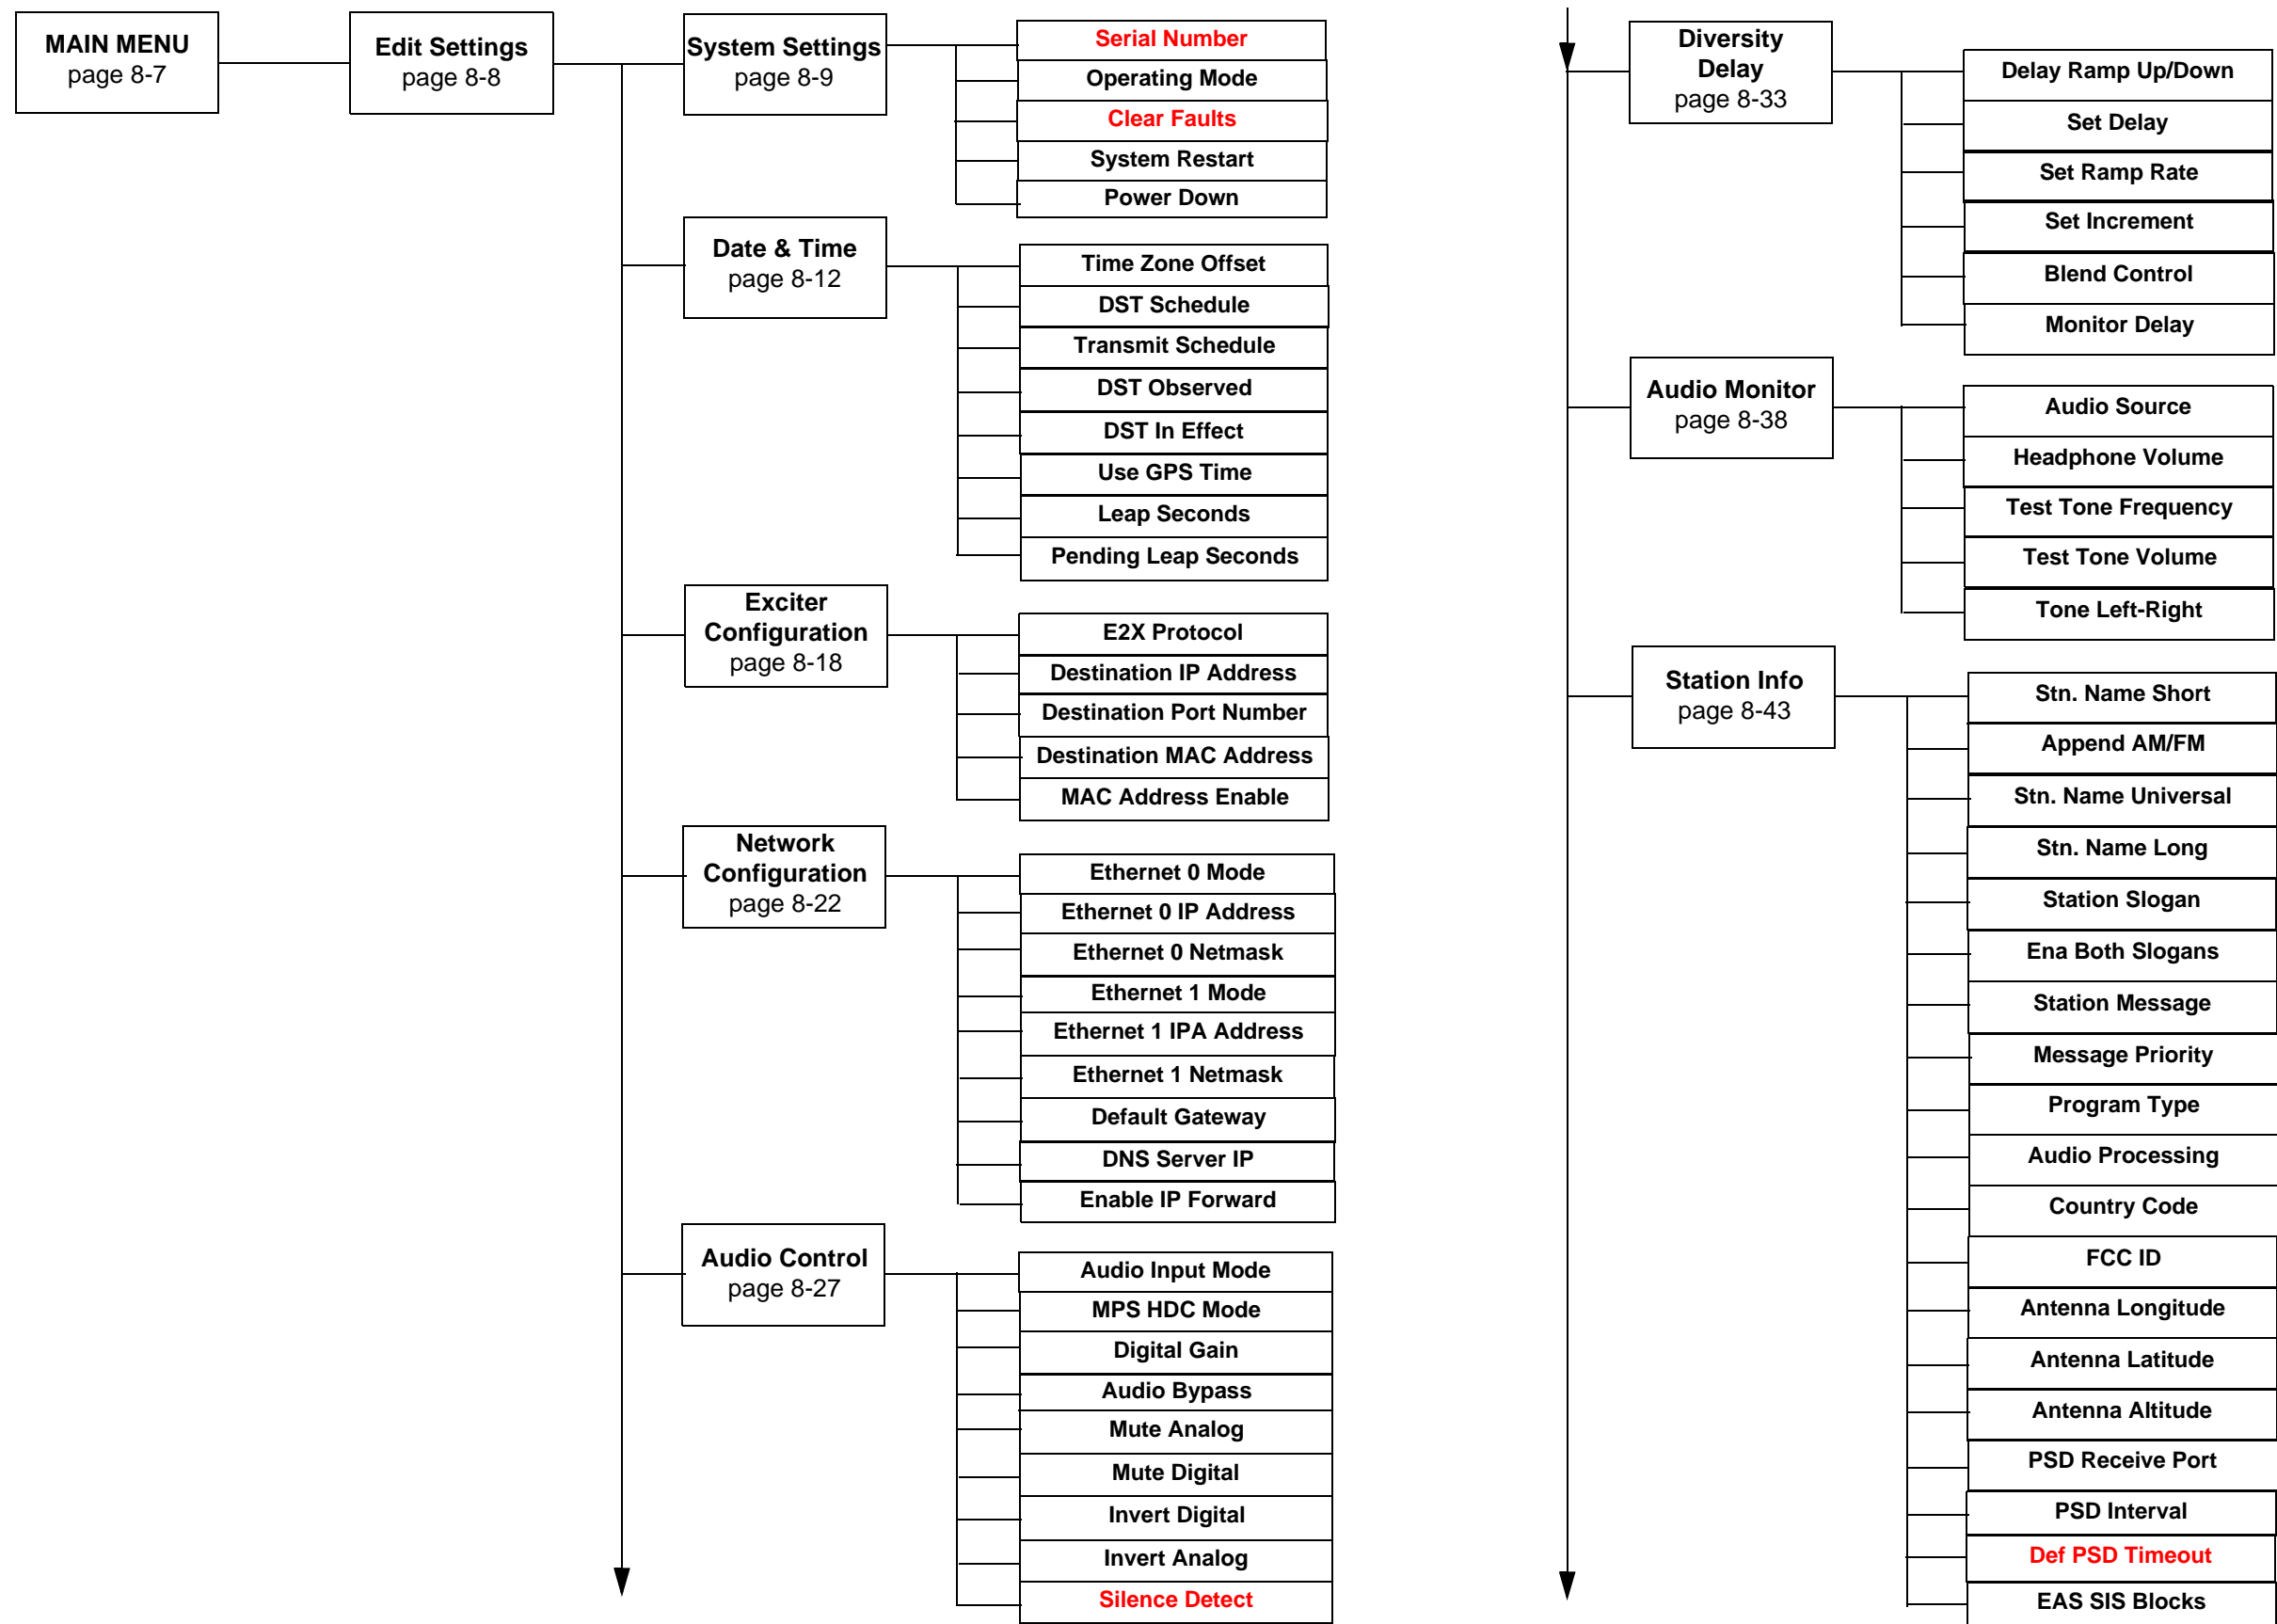 MAIN MENU
page 8-7
Edit Settings
page 8-8
System Settings
page 8-9
Serial Number
Operating Mode
Clear Faults
System Restart
Power Down
Date & Time
page 8-12
Time Zone Offset
DST Schedule
Transmit Schedule
DST Observed
DST In Effect
Use GPS Time
Leap Seconds
Pending Leap Seconds
Exciter
Configuration
page 8-18
E2X Protocol
Destination IP Address
Destination Port Number
Destination MAC Address
MAC Address Enable
Network
Configuration
page 8-22
Ethernet 0 Mode
Ethernet 0 IP Address
Ethernet 0 Netmask
Ethernet 1 Mode
Ethernet 1 IPA Address
Ethernet 1 Netmask
Default Gateway
DNS Server IP
Enable IP Forward
Audio Control
page 8-27
Audio Input Mode
MPS HDC Mode
Digital Gain
Audio Bypass
Mute Analog
Mute Digital
Invert Digital
Invert Analog
Silence Detect
Diversity
Delay
page 8-33
Delay Ramp Up/Down
Set Delay
Set Ramp Rate
Set Increment
Blend Control
Monitor Delay
Audio Monitor
page 8-38
Audio Source
Headphone Volume
Test Tone Frequency
Test Tone Volume
Tone Left-Right
Station Info
page 8-43
Stn. Name Short
Append AM/FM
Stn. Name Universal
Stn. Name Long
Station Slogan
Ena Both Slogans
Station Message
Message Priority
Program Type
Audio Processing
Country Code
FCC ID
Antenna Longitude
Antenna Latitude
Antenna Altitude
PSD Receive Port
PSD Interval
Def PSD Timeout
EAS SIS Blocks